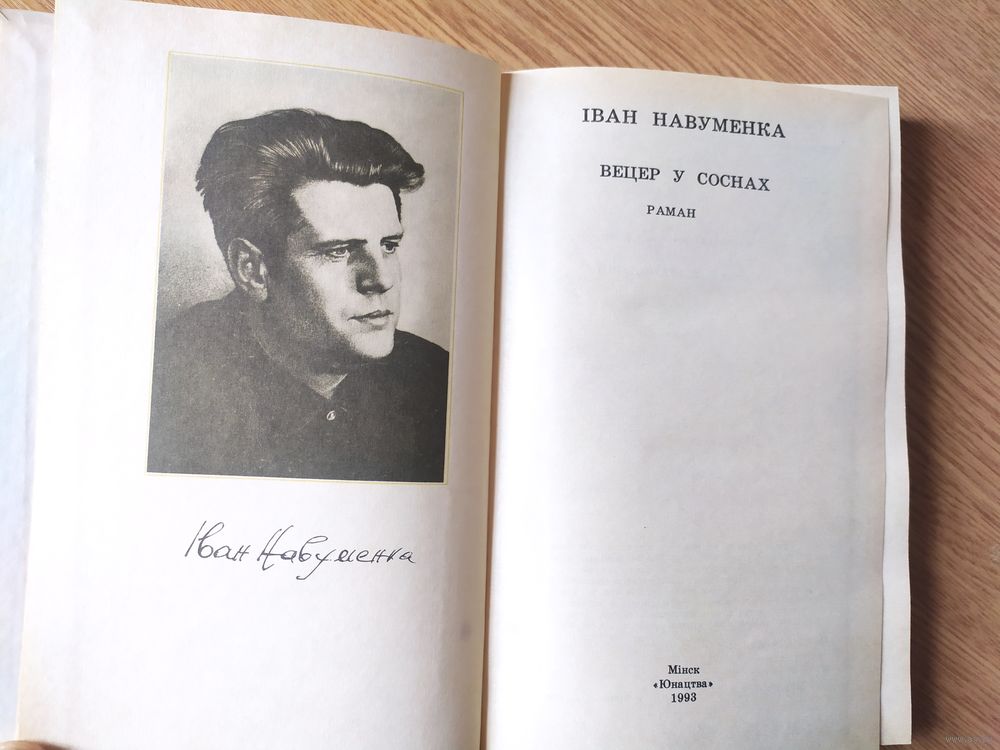 Іван Навуменка
ІВАН НАВУМЕНКА
ВЕЦЕР У СОСНАХ
РАМАН
Мінск
«Юнацтва»
1993